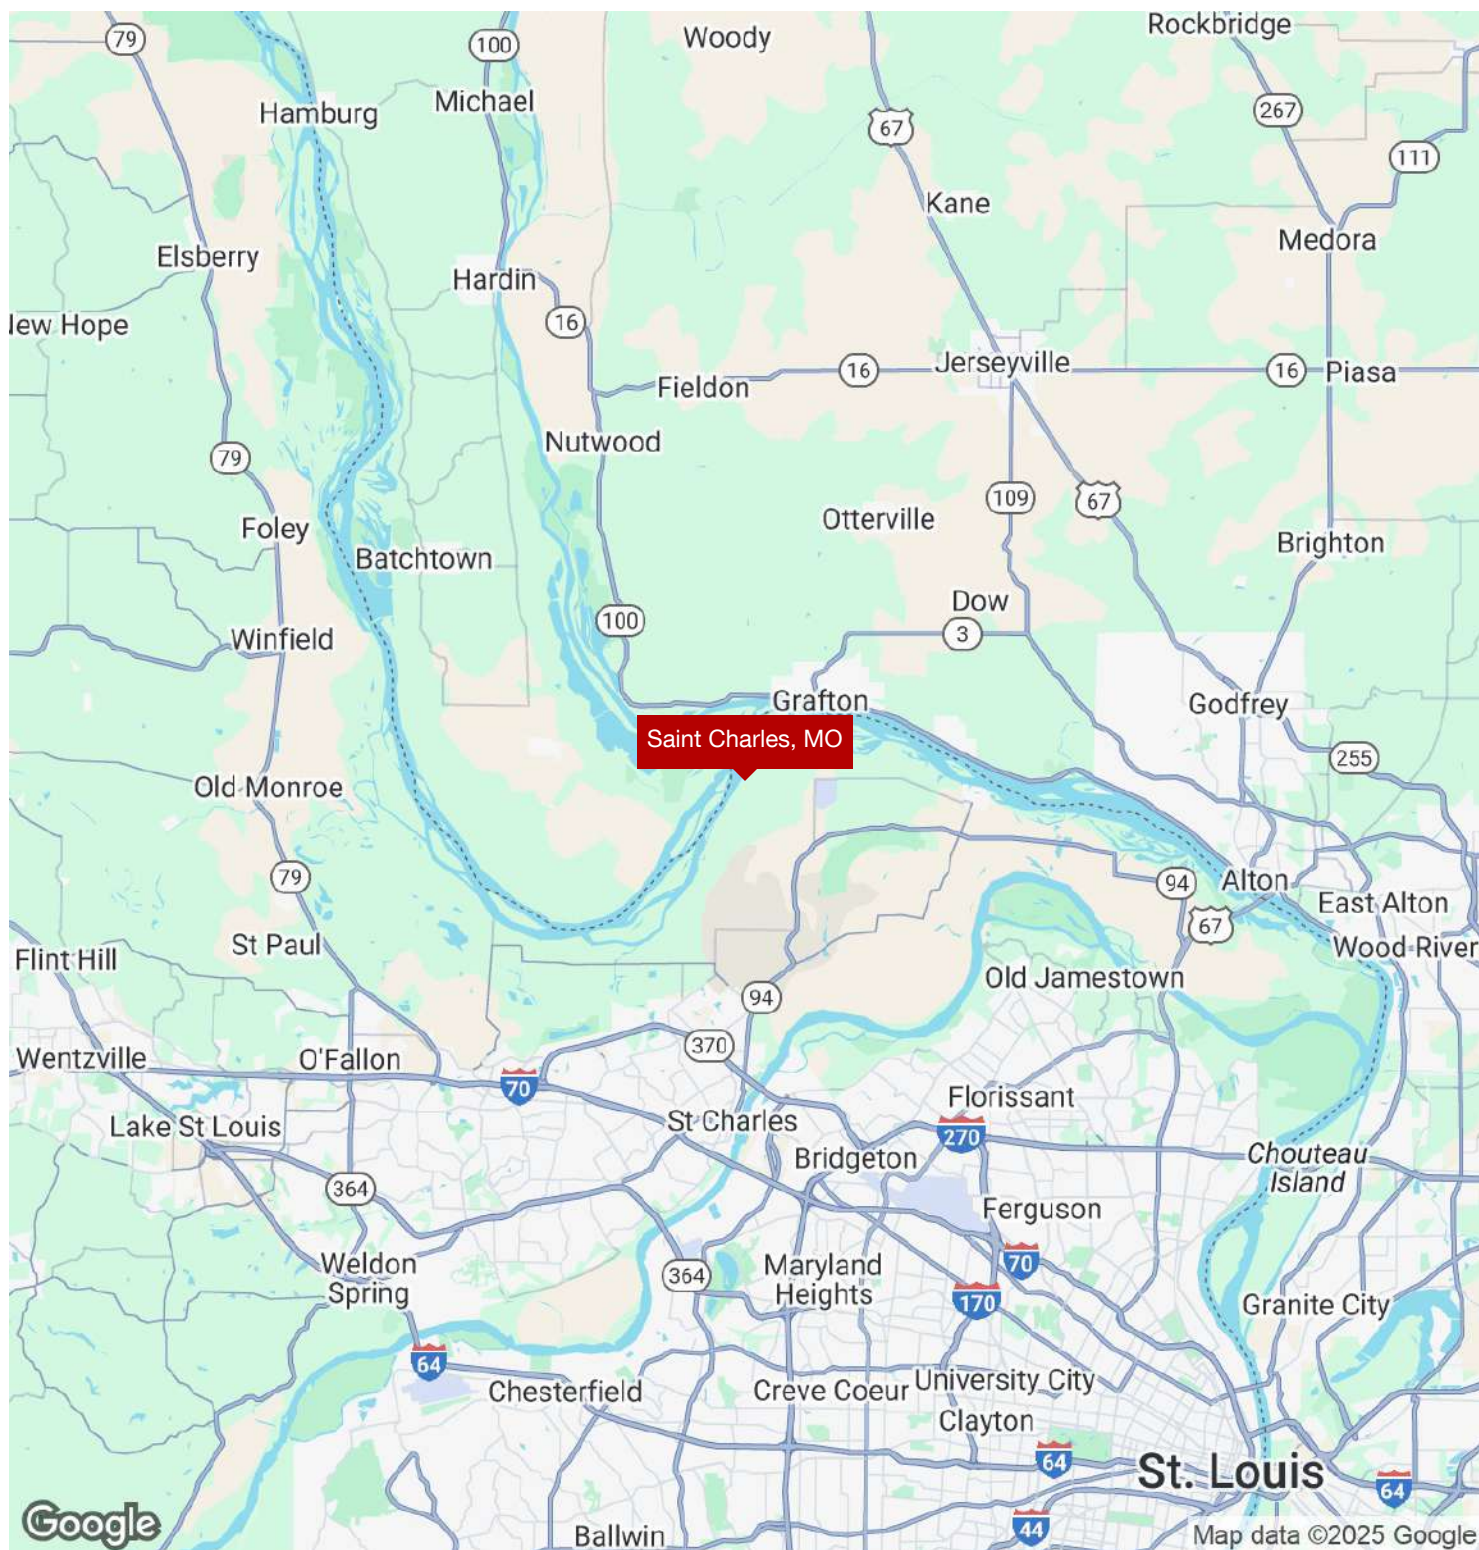 Rockbridge
79
100
Woody
267
Michael
Hamburg
67
111
Kane
Medora
Elsberry
Hardin
16
New Hope
Jerseyville
16
16
Piasa
Fieldon
Nutwood
79
109
67
Otterville
Foley
Brighton
Batchtown
Dow
100
3
Winfield
Grafton
Godfrey
Saint Charles, MO
255
Old Monroe
79
94
Alton
East Alton
67
St Paul
Wood River
Flint Hill
Old Jamestown
94
370
Wentzville
O'Fallon
70
Florissant
St Charles
Lake St Louis
270
Bridgeton
Chouteau
Island
364
Ferguson
70
Weldon
Spring
364
Maryland
Heights
170
Granite City
64
Chesterfield
Creve Coeur
University City
Clayton
64
St. Louis
64
Google
44
Ballwin
Map data ©2025 Google